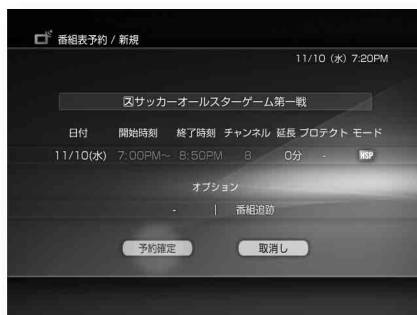 番組表予約 / 新規
11/10 (水) 7:20PM
🈂サッカーオールスターゲーム第一戦
日付 開始時刻 終了時刻 チャンネル 延長 プロテクト モード
11/10(水) 7:00PM～ 8:50PM 8 0分 - HSP
オプション
- | 番組追跡
予約確定 取消し